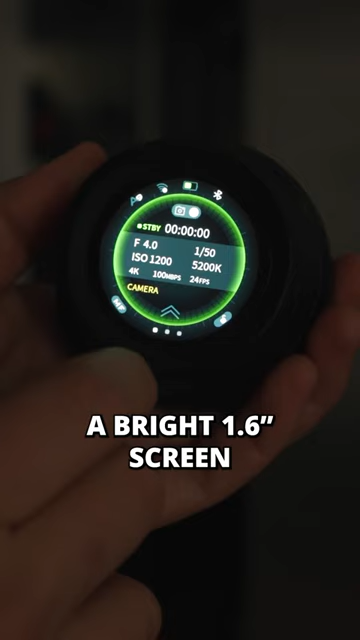 STBY 00:00:00
F 4.0 1/50
ISO 1200 5200K
4K 100MBPS 24FPS
CAMERA
MF
A BRIGHT 1.6”
SCREEN